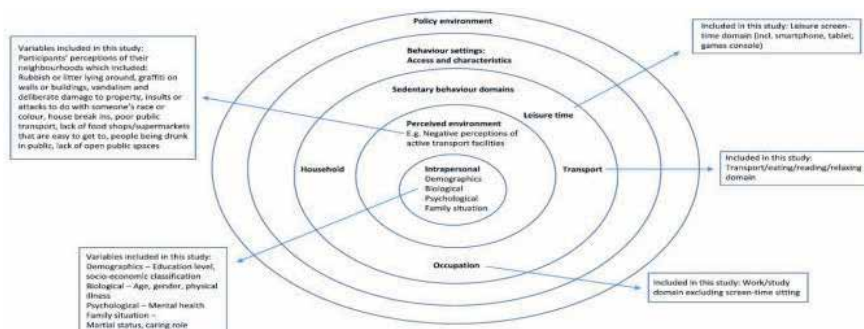 Policy environment
Behaviour settings:
Access and characteristics
Sedentary behaviour domains
Leisure time
Perceived environment
E.g. Negative perceptions of
active transport facilities
Household
Transport
Intrapersonal
Demographics
Biological
Psychological
Family situation
Occupation
Variables included in this study:
Participants' perceptions of their
neighbourhoods which included:
Rubbish or litter lying around, graffiti on
walls or buildings, vandalism and
deliberate damage to property, insults or
attacks to do with someone's race or
colour, house break ins, poor public
transport, lack of food shops/supermarkets
that are easy to get to, people being drunk
in public, lack of open public spaces
Included in this study: Leisure screen-
time domain (incl. smartphone, tablet,
games console)
Included in this study:
Transport/eating/reading/relaxing
domain
Included in this study: Work/study
domain excluding screen-time sitting
Variables included in this study:
Demographics – Education level,
socio-economic classification
Biological – Age, gender, physical
illness
Psychological – Mental health
Family situation –
Martial status, caring role